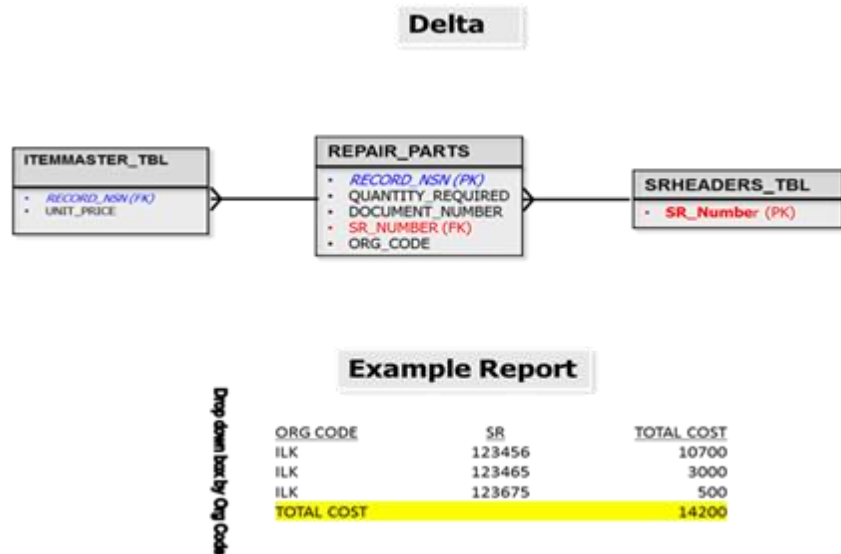 Delta
ITEMMASTER_TBL
• RECORD_NSN (FK)
• UNIT_PRICE
REPAIR_PARTS
• RECORD_NSN (PK)
• QUANTITY_REQUIRED
• DOCUMENT_NUMBER
• SR_NUMBER (FK)
• ORG_CODE
SRHEADERS_TBL
• SR_Number (PK)
Example Report
Drop down box by Org Code
ORG CODE SR TOTAL COST
ILK 123456 10700
ILK 123465 3000
ILK 123675 500
TOTAL COST 14200